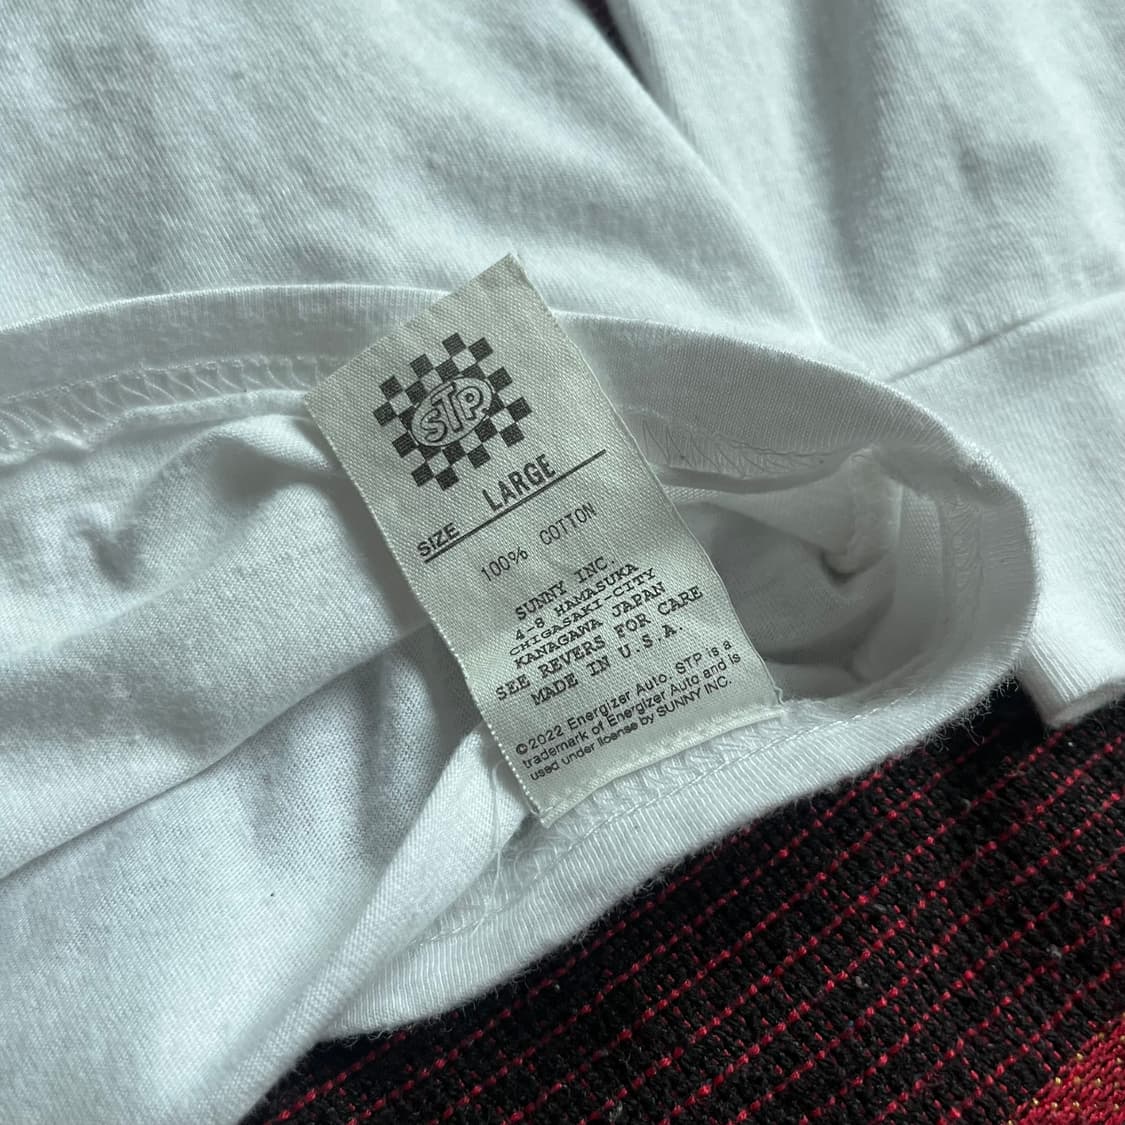 STP
SIZE LARGE
100% COTTON
SUNNY INC.
4-8 HAMASUKA
CHIGASAKI-CITY
KANAGAWA JAPAN
SEE REVERS FOR CARE
MADE IN U.S.A.
©2022 Energizer Auto. STP is a
trademark of Energizer Auto and is
used under license by SUNNY INC.